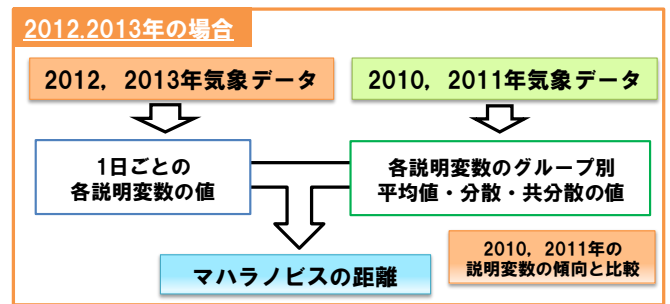 2012.2013年の場合
2012, 2013年気象データ
2010, 2011年気象データ
1日ごとの
各説明変数の値
各説明変数のグループ別
平均値・分散・共分散の値
マハラノビスの距離
2010, 2011年の
説明変数の傾向と比較